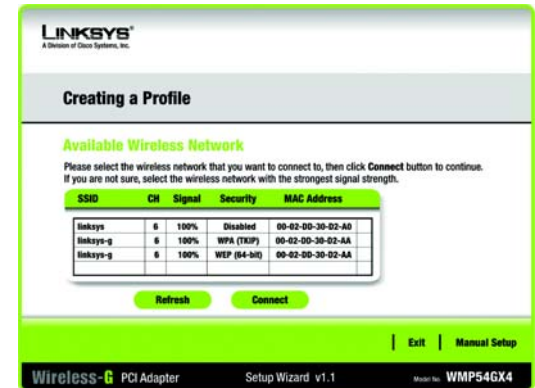 LINKSYS®
A Division of Cisco Systems, Inc.
Creating a Profile
Available Wireless Network
Please select the wireless network that you want to connect to, then click Connect button to continue.
If you are not sure, select the wireless network with the strongest signal strength.
SSID CH Signal Security MAC Address
linksys 6 100% Disabled 00-02-DD-30-D2-A0
linksys-g 6 100% WPA (TKIP) 00-02-DD-30-D2-AA
linksys-g 6 100% WEP (64-bit) 00-02-DD-30-D2-AA
Refresh Connect
Exit Manual Setup
Wireless-G PCI Adapter Setup Wizard v1.1 Model No. WMP54GX4